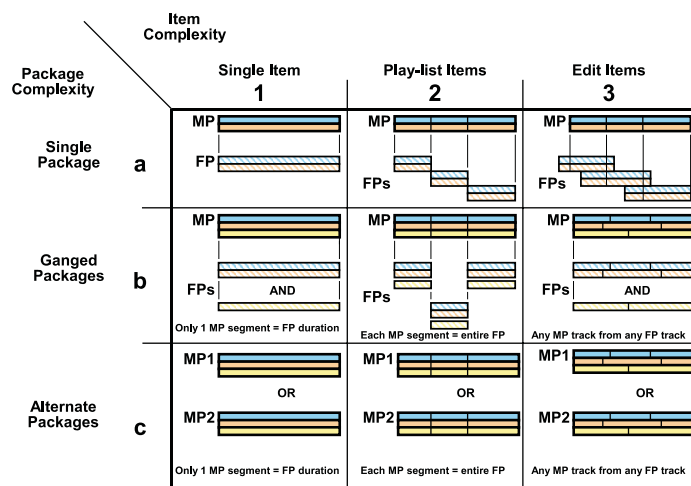 Item
Complexity
Package
Complexity
Single Item
Play-list Items
Edit Items
1
2
3
Single
Package
a
MP
FP
MP
FPs
MP
FPs
Ganged
Packages
b
MP
FPs
AND
Only 1 MP segment = FP duration
MP
FPs
Each MP segment = entire FP
MP
FPs
AND
Any MP track from any FP track
Alternate
Packages
c
MP1
OR
MP2
Only 1 MP segment = FP duration
MP1
OR
MP2
Each MP segment = entire FP
MP1
OR
MP2
Any MP track from any FP track